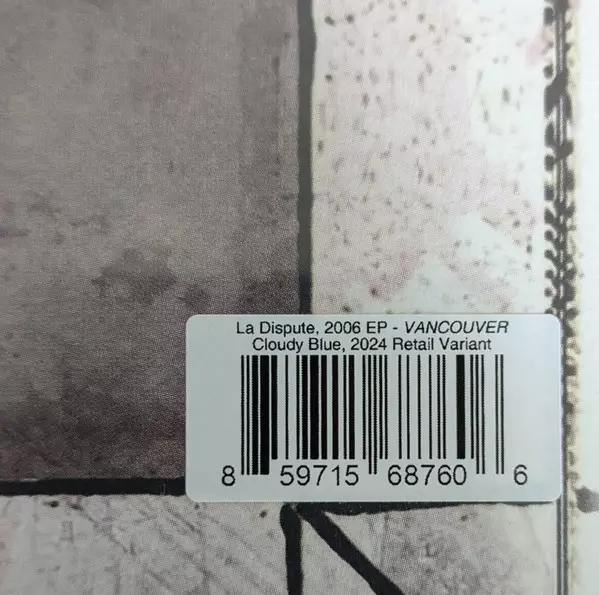 La Dispute, 2006 EP - VANCOUVER
Cloudy Blue, 2024 Retail Variant
8 59715 68760 6